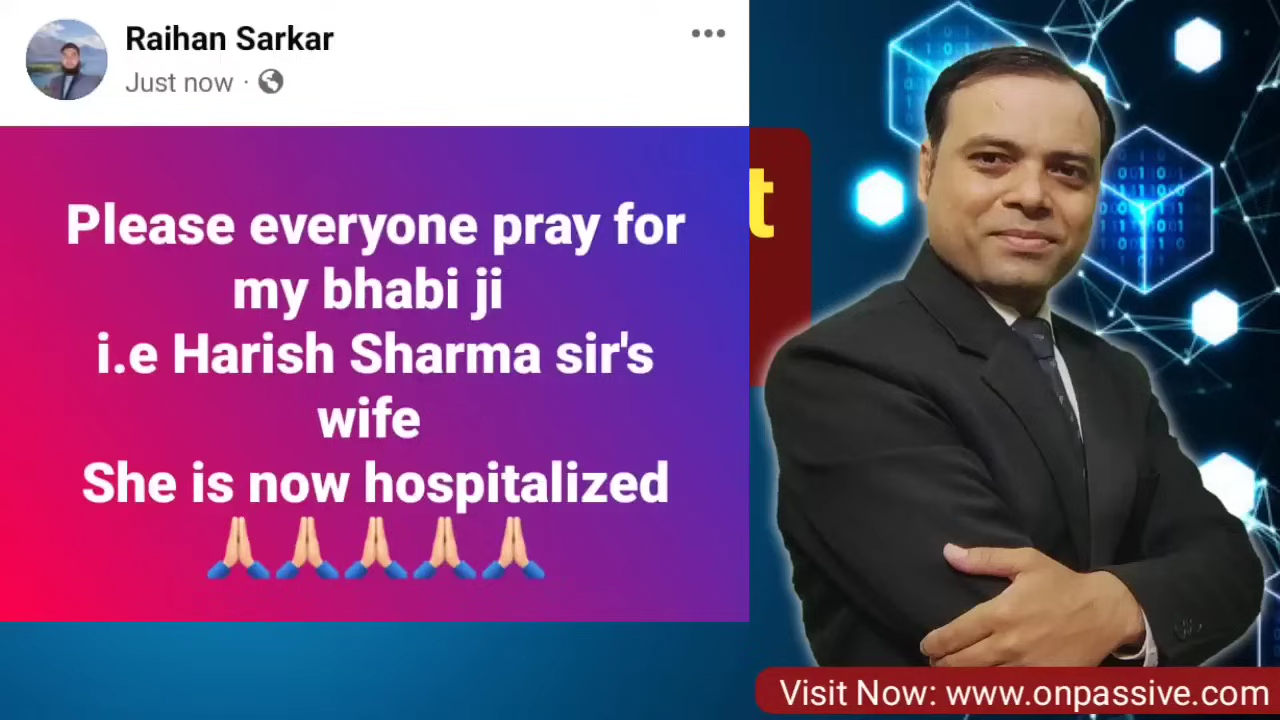 Raihan Sarkar
Just now ·
Please everyone pray for
my bhabi ji
i.e Harish Sharma sir's
wife
She is now hospitalized
🙏🏼🙏🏼🙏🏼🙏🏼🙏🏼
t
Visit Now: www.onpassive.com